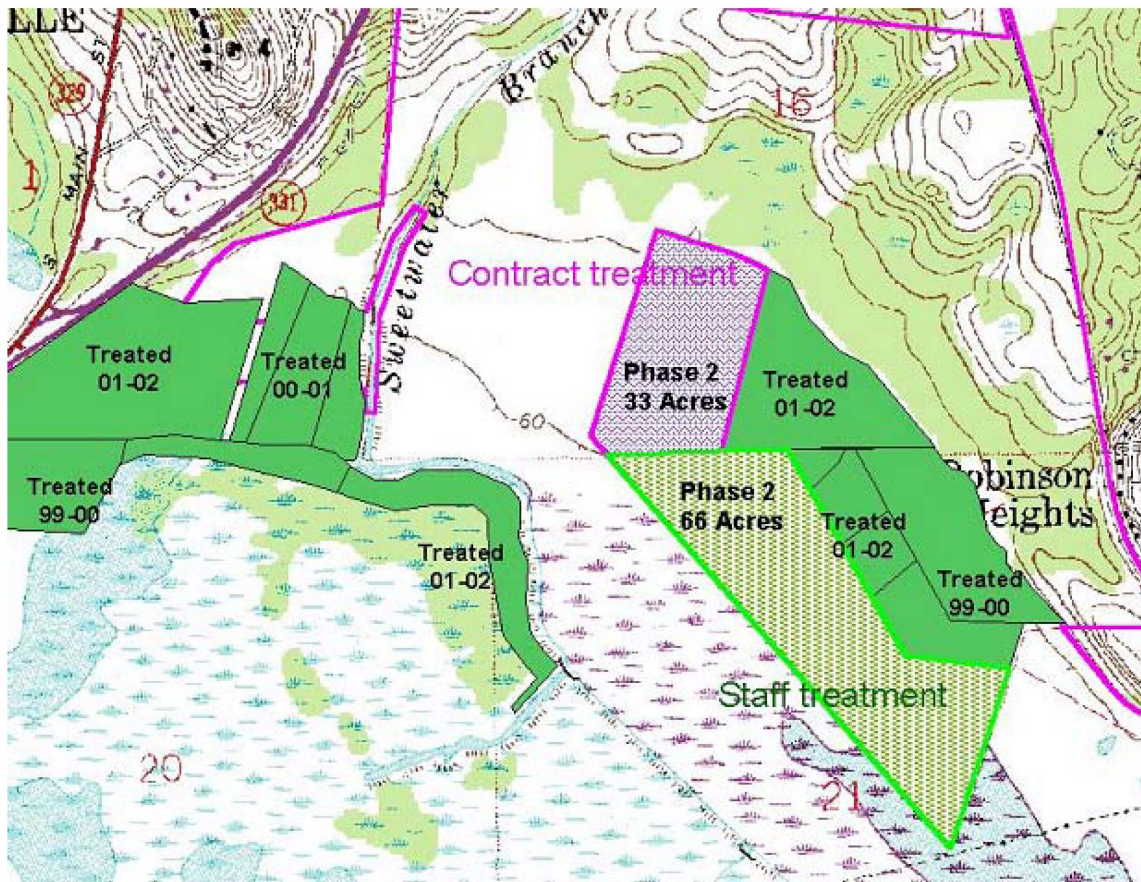 LLE
329
S. MAIN ST
1
331
Branch
75
16
Sweetwater
Contract treatment
Treated
01-02
Treated
00-01
Phase 2
33 Acres
Treated
01-02
60
Treated
99-00
Phase 2
66 Acres
Robinson
Heights
Treated
01-02
Treated
01-02
Treated
99-00
Staff treatment
20
21